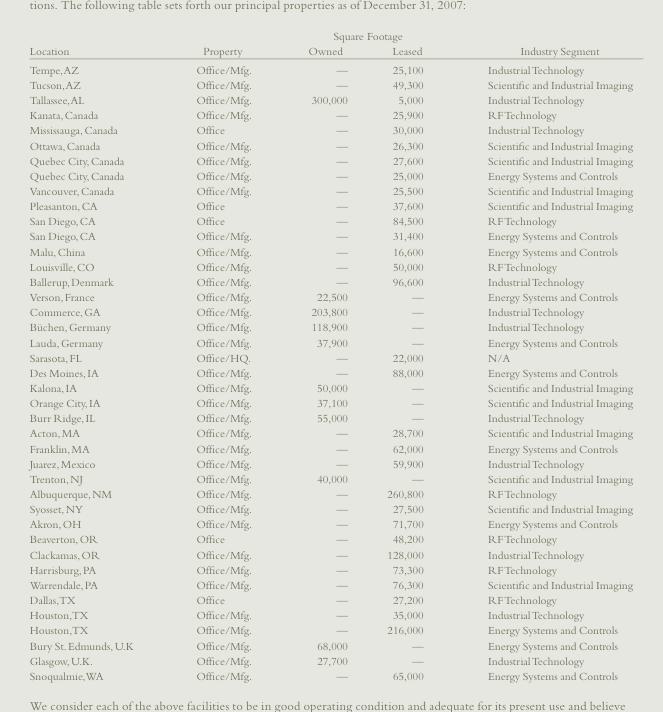 tions. The following table sets forth our principal properties as of December 31, 2007:
Square Footage
Location Property Owned Leased Industry Segment
Tempe, AZ Office/Mfg. — 25,100 Industrial Technology
Tucson, AZ Office/Mfg. — 49,300 Scientific and Industrial Imaging
Tallassee, AL Office/Mfg. 300,000 5,000 Industrial Technology
Kanata, Canada Office/Mfg. — 25,900 RF Technology
Mississauga, Canada Office — 30,000 Industrial Technology
Ottawa, Canada Office/Mfg. — 26,300 Scientific and Industrial Imaging
Quebec City, Canada Office/Mfg. — 27,600 Scientific and Industrial Imaging
Quebec City, Canada Office/Mfg. — 25,000 Energy Systems and Controls
Vancouver, Canada Office/Mfg. — 25,500 Scientific and Industrial Imaging
Pleasanton, CA Office — 37,600 Scientific and Industrial Imaging
San Diego, CA Office — 84,500 RF Technology
San Diego, CA Office/Mfg. — 31,400 Energy Systems and Controls
Malu, China Office/Mfg. — 16,600 Energy Systems and Controls
Louisville, CO Office/Mfg. — 50,000 RF Technology
Ballerup, Denmark Office/Mfg. — 96,600 Industrial Technology
Verson, France Office/Mfg. 22,500 — Energy Systems and Controls
Commerce, GA Office/Mfg. 203,800 — Industrial Technology
Büchen, Germany Office/Mfg. 118,900 — Industrial Technology
Lauda, Germany Office/Mfg. 37,900 — Energy Systems and Controls
Sarasota, FL Office/HQ. — 22,000 N/A
Des Moines, IA Office/Mfg. — 88,000 Energy Systems and Controls
Kalona, IA Office/Mfg. 50,000 — Scientific and Industrial Imaging
Orange City, IA Office/Mfg. 37,100 — Scientific and Industrial Imaging
Burr Ridge, IL Office/Mfg. 55,000 — Industrial Technology
Acton, MA Office/Mfg. — 28,700 Scientific and Industrial Imaging
Franklin, MA Office/Mfg. — 62,000 Energy Systems and Controls
Juarez, Mexico Office/Mfg. — 59,900 Industrial Technology
Trenton, NJ Office/Mfg. 40,000 — Scientific and Industrial Imaging
Albuquerque, NM Office/Mfg. — 260,800 RF Technology
Syosset, NY Office/Mfg. — 27,500 Scientific and Industrial Imaging
Akron, OH Office/Mfg. — 71,700 Energy Systems and Controls
Beaverton, OR Office — 48,200 RF Technology
Clackamas, OR Office/Mfg. — 128,000 Industrial Technology
Harrisburg, PA Office/Mfg. — 73,300 RF Technology
Warrendale, PA Office/Mfg. — 76,300 Scientific and Industrial Imaging
Dallas, TX Office — 27,200 RF Technology
Houston, TX Office/Mfg. — 35,000 Industrial Technology
Houston, TX Office/Mfg. — 216,000 Energy Systems and Controls
Bury St. Edmunds, U.K Office/Mfg. 68,000 — Energy Systems and Controls
Glasgow, U.K. Office/Mfg. 27,700 — Industrial Technology
Snoqualmie, WA Office/Mfg. — 65,000 Energy Systems and Controls
We consider each of the above facilities to be in good operating condition and adequate for its present use and believe